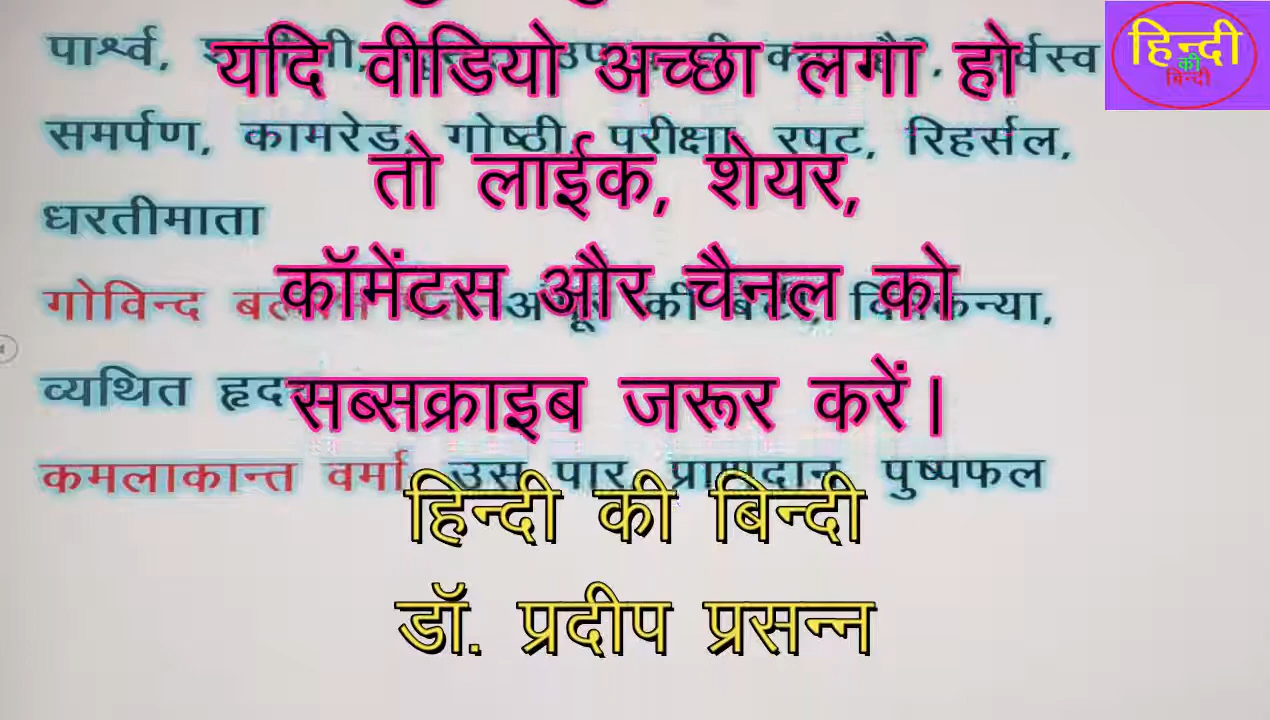 यदि वीडियो अच्छा लगा हो
तो लाईक, शेयर,
कॉमेंटस और चैनल को
सब्सक्राइब जरूर करें।
हिन्दी की बिन्दी
डॉ. प्रदीप प्रसन्न
पार्श्व,
समर्पण, कामरेड, गोष्ठी, परीक्षा, रपट, रिहर्सल,
धरतीमाता
गोविन्द
व्यथित
कमलाकान्त वर्मा उस पार, प्राणदान, पुष्पफल
हिन्दी
की
बिन्दी